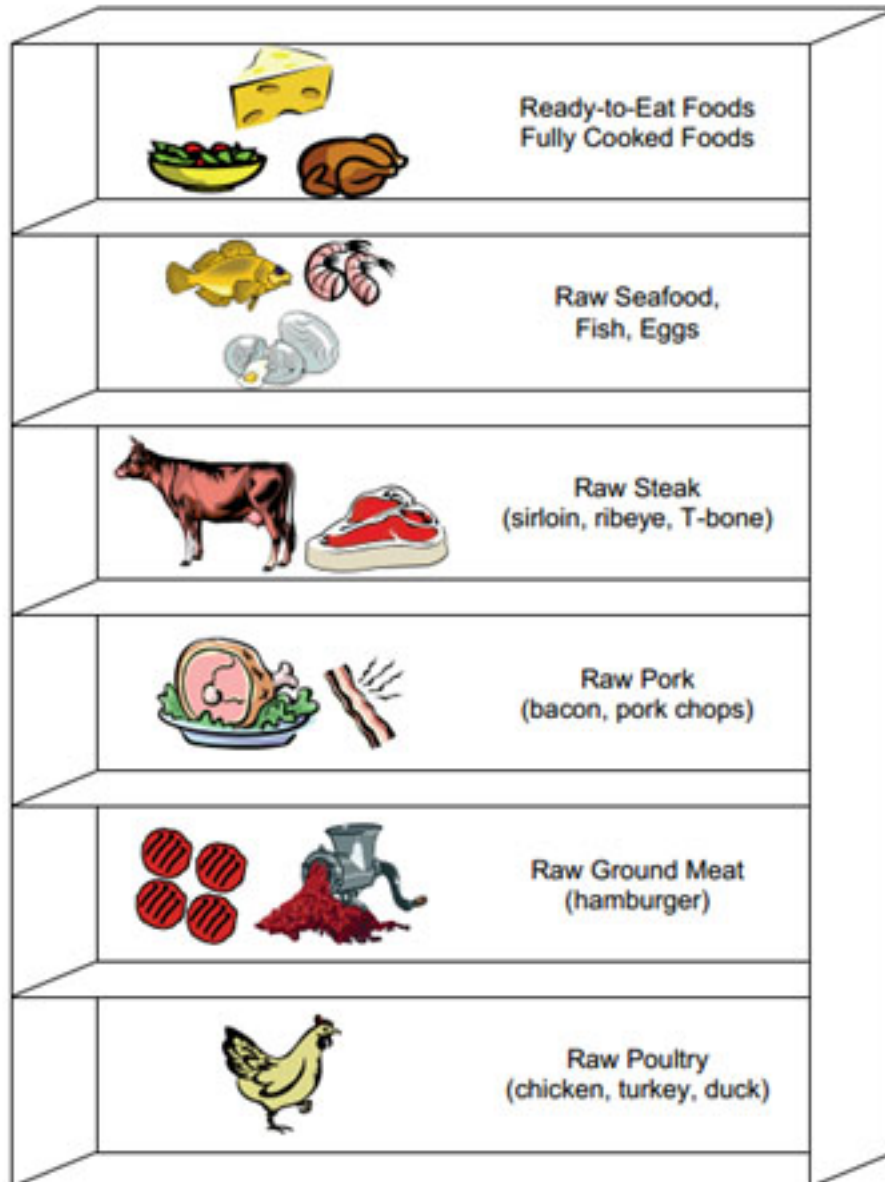 Ready-to-Eat Foods
Fully Cooked Foods
Raw Seafood,
Fish, Eggs
Raw Steak
(sirloin, ribeye, T-bone)
Raw Pork
(bacon, pork chops)
Raw Ground Meat
(hamburger)
Raw Poultry
(chicken, turkey, duck)